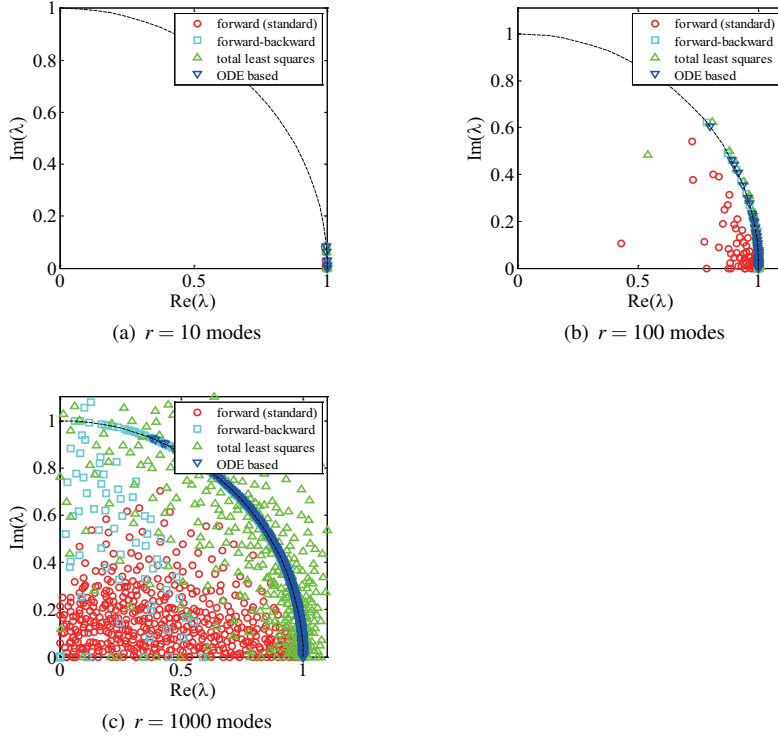 1
0.8
0.6
0.4
0.2
0
0
0.5
1
Im(λ)
Re(λ)
forward (standard)
forward-backward
total least squares
ODE based
(a) r = 10 modes
1
0.8
0.6
0.4
0.2
0
0
0.5
1
Im(λ)
Re(λ)
forward (standard)
forward-backward
total least squares
ODE based
(b) r = 100 modes
1
0.8
0.6
0.4
0.2
0
0
0.5
1
Im(λ)
Re(λ)
forward (standard)
forward-backward
total least squares
ODE based
(c) r = 1000 modes